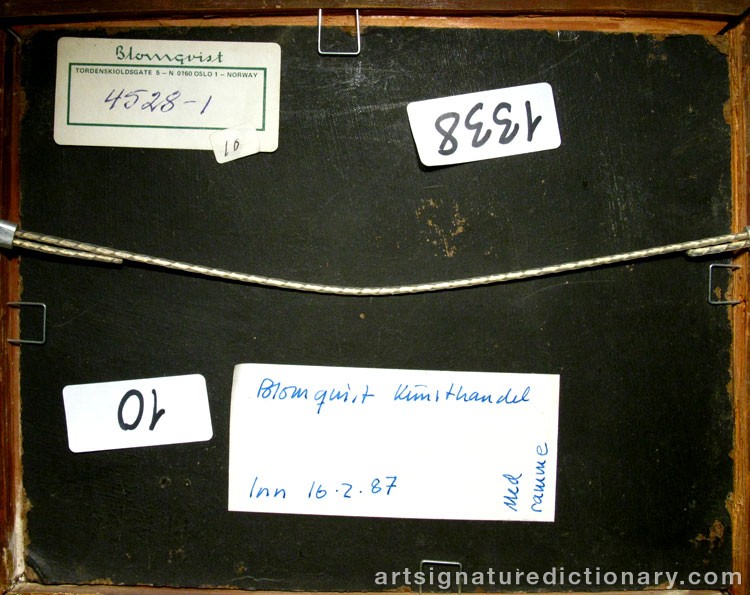 Blomqvist
TORDENSKIOLDSGATE 5 – N 0160 OSLO 1 – NORWAY
4528-1
10
1338
10
Blomquist Kunsthandel
Inn 16.2.87
Med
ramme
artsignaturedictionary.com